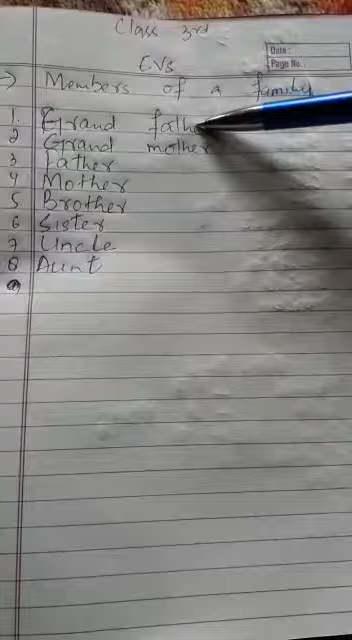 Class 3rd
EVS
Date:
Page No.:
→ Members of a family
1. Grand father
2 Grand mother
3 Father
4 Mother
5 Brother
6 Sister
7 Uncle
8 Aunt